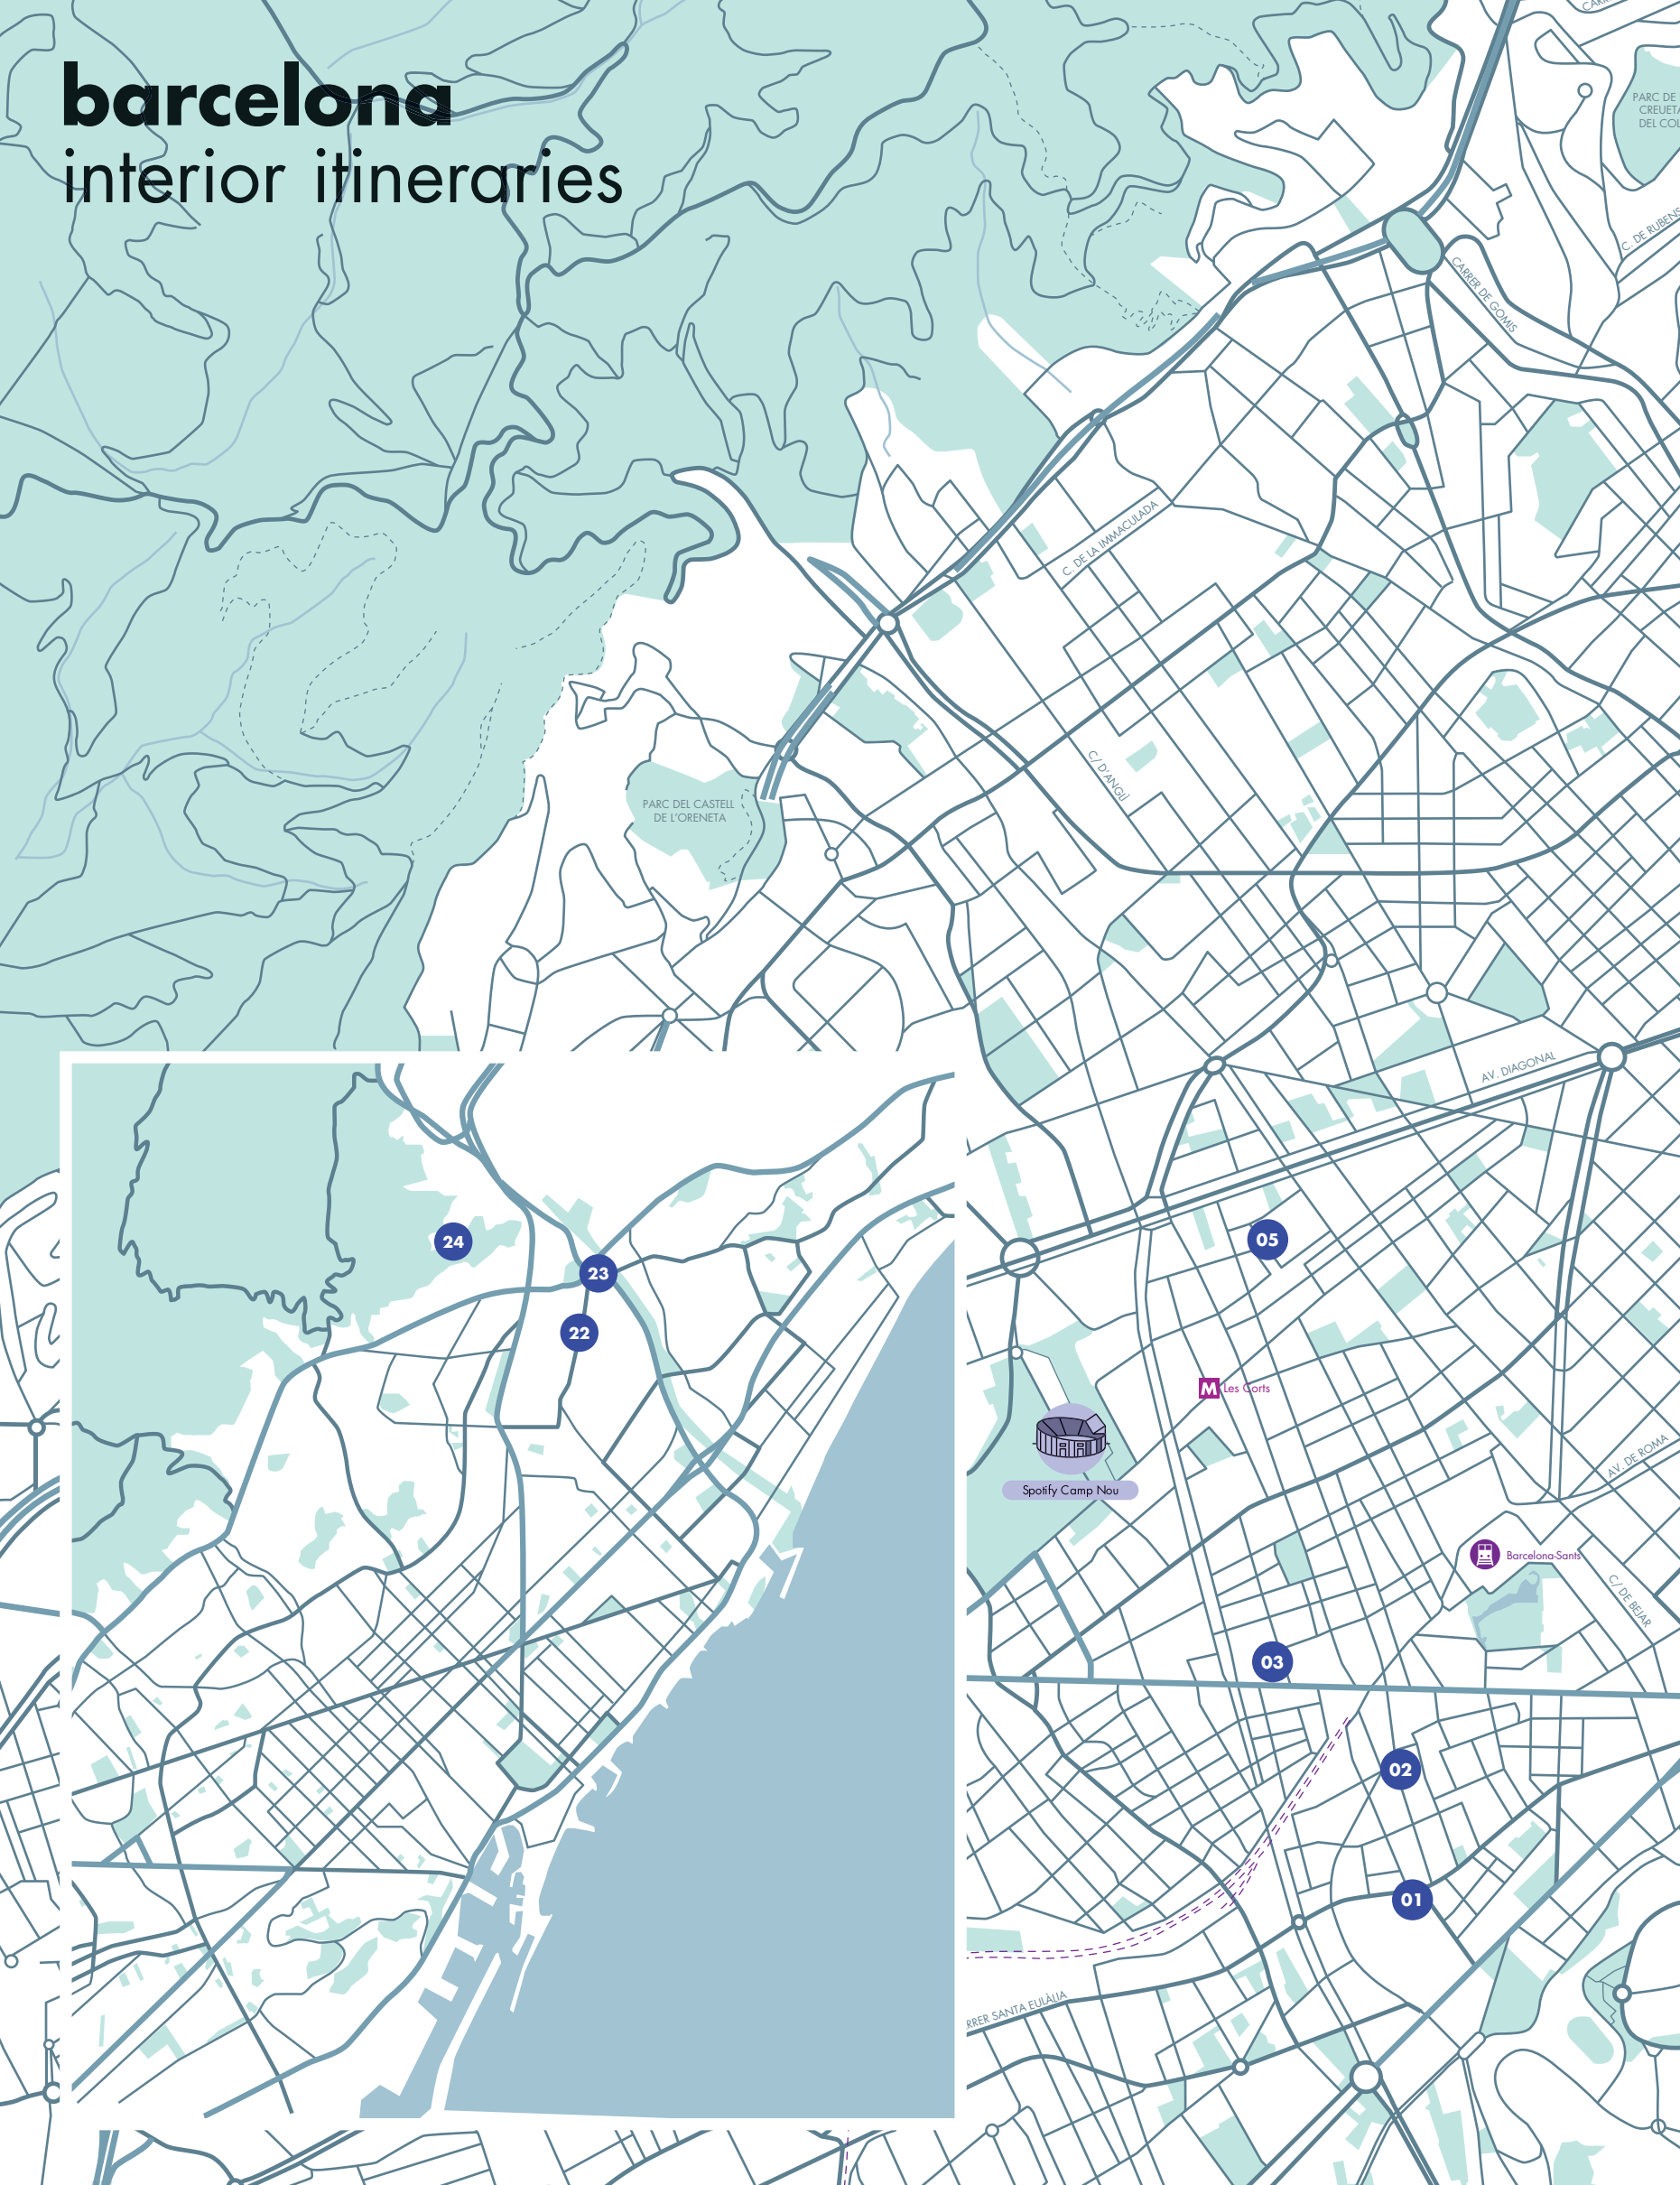 barcelona
interior itineraries
PARC DE
CREUETA
DEL COL
C. DE RUBENS
CARRER DE GOMIS
C. DE LA IMMACULADA
C/ D'ANGLÍ
PARC DEL CASTELL
DE L'ORENETA
AV. DIAGONAL
24
23
22
05
M Les Corts
Spotify Camp Nou
AV. DE ROMA
Barcelona-Sants
C/ DE BEJAR
03
02
01
RRER SANTA EULÀLIA